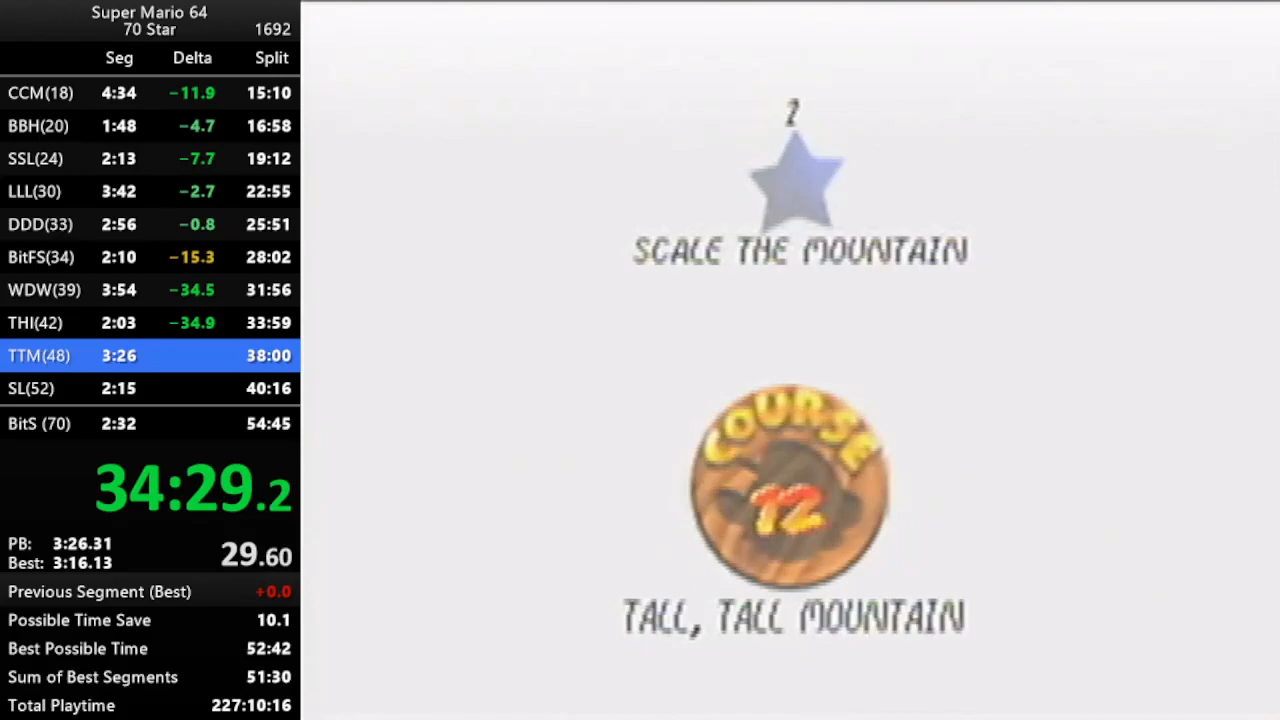 Super Mario 64
70 Star 1692
Seg Delta Split
CCM(18) 4:34 −11.9 15:10
BBH(20) 1:48 −4.7 16:58
SSL(24) 2:13 −7.7 19:12
LLL(30) 3:42 −2.7 22:55
DDD(33) 2:56 −0.8 25:51
BitFS(34) 2:10 −15.3 28:02
WDW(39) 3:54 −34.5 31:56
THI(42) 2:03 −34.9 33:59
TTM(48) 3:26 38:00
SL(52) 2:15 40:16
BitS (70) 2:32 54:45
34:29.2
PB: 3:26.31
Best: 3:16.13
29.60
Previous Segment (Best) +0.0
Possible Time Save 10.1
Best Possible Time 52:42
Sum of Best Segments 51:30
Total Playtime 227:10:16
2
SCALE THE MOUNTAIN
COURSE
12
TALL, TALL MOUNTAIN